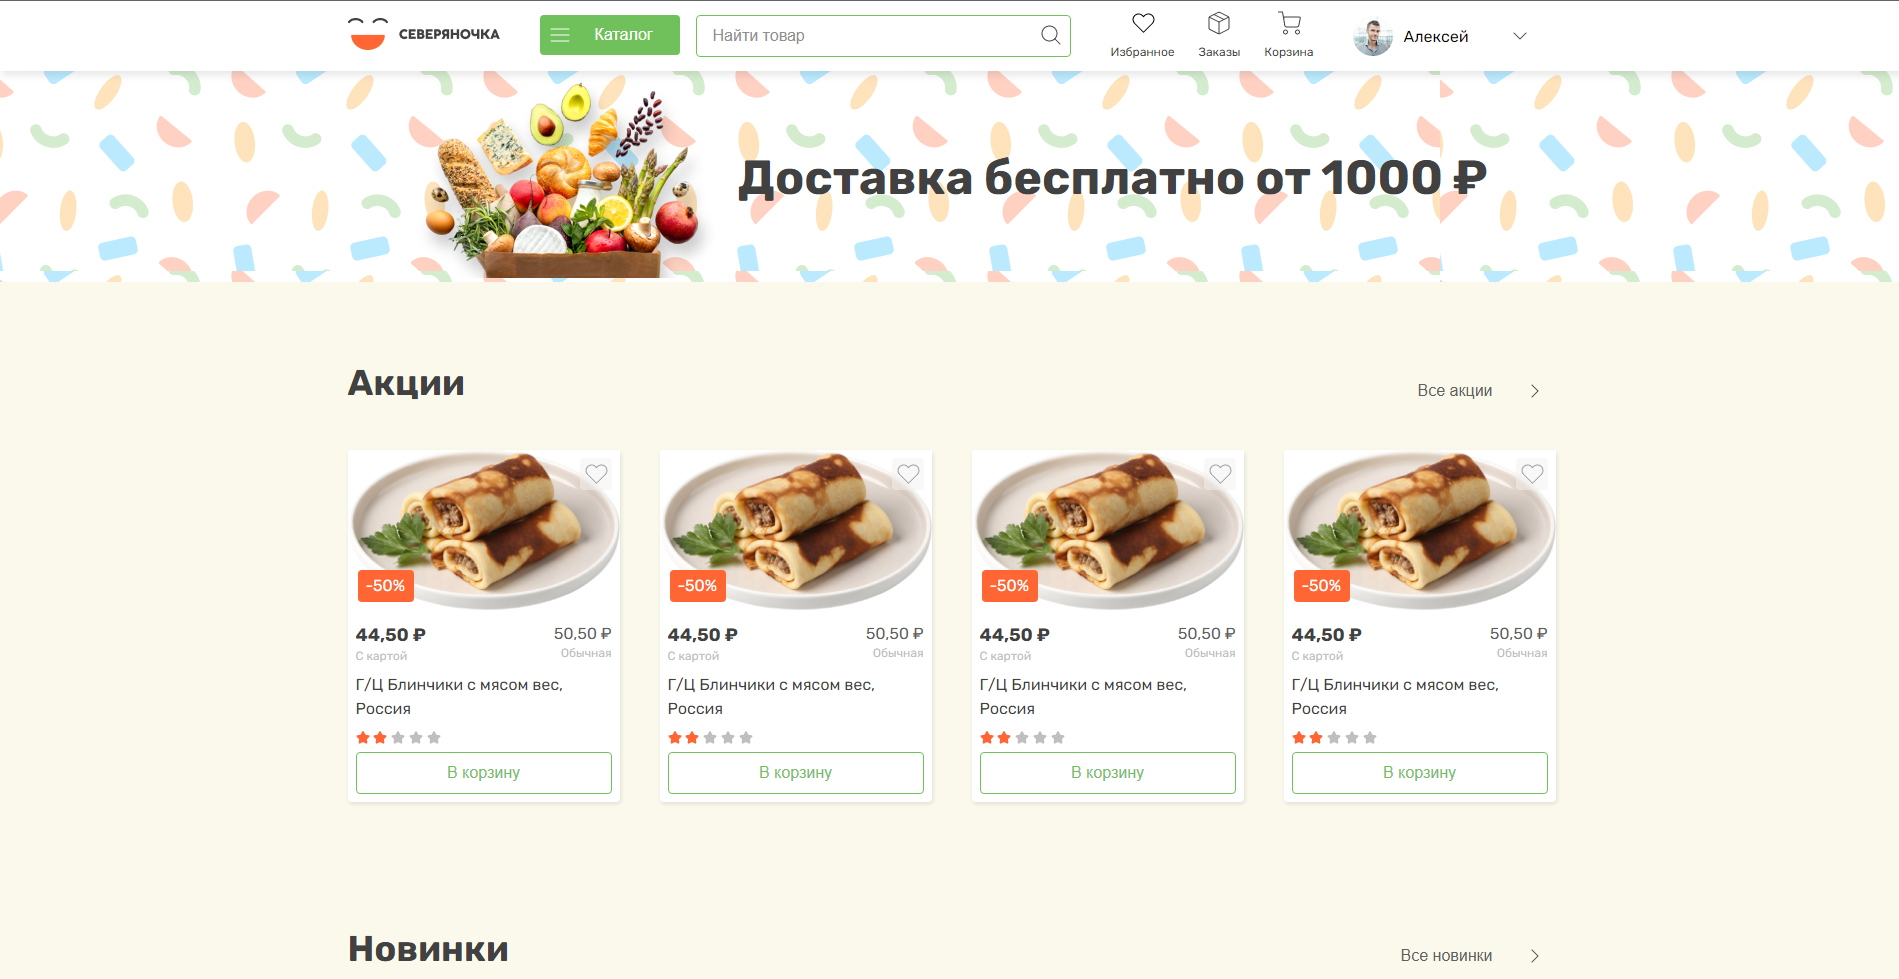 СЕВЕРЯНОЧКА
Каталог
Найти товар
Избранное
Заказы
Корзина
Алексей
Доставка бесплатно от 1000 ₽
Акции
Все акции
-50%
-50%
-50%
-50%
44,50 ₽ 50,50 ₽
С картой Обычная
Г/Ц Блинчики с мясом вес,
Россия
В корзину
44,50 ₽ 50,50 ₽
С картой Обычная
Г/Ц Блинчики с мясом вес,
Россия
В корзину
44,50 ₽ 50,50 ₽
С картой Обычная
Г/Ц Блинчики с мясом вес,
Россия
В корзину
44,50 ₽ 50,50 ₽
С картой Обычная
Г/Ц Блинчики с мясом вес,
Россия
В корзину
Новинки
Все новинки